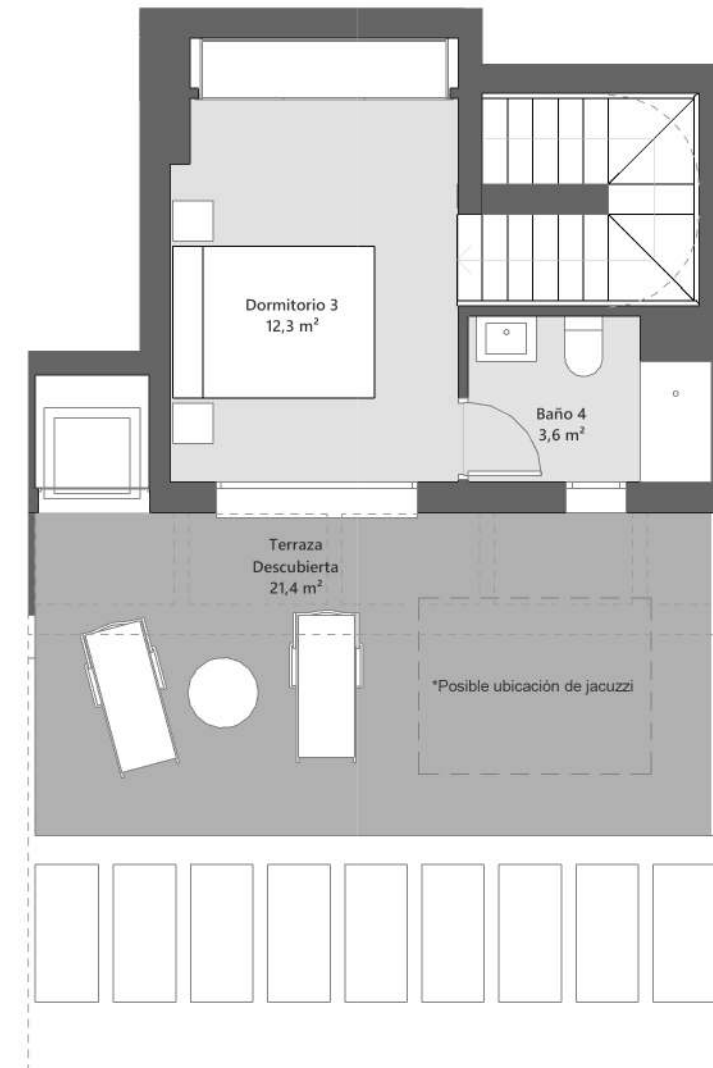 Dormitorio 3
12,3 m²
Baño 4
3,6 m²
Terraza
Descubierta
21,4 m²
*Posible ubicación de jacuzzi